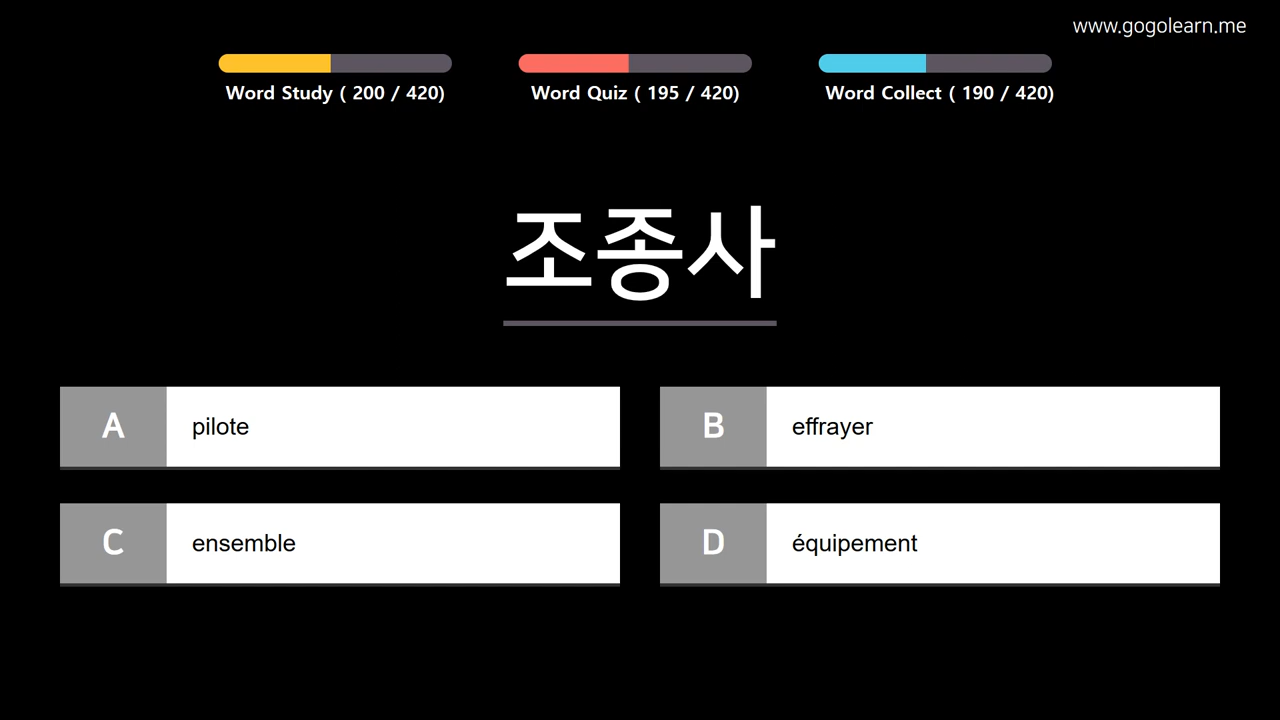 www.gogolearn.me
Word Study ( 200 / 420)
Word Quiz ( 195 / 420)
Word Collect ( 190 / 420)
조종사
A pilote
B effrayer
C ensemble
D équipement